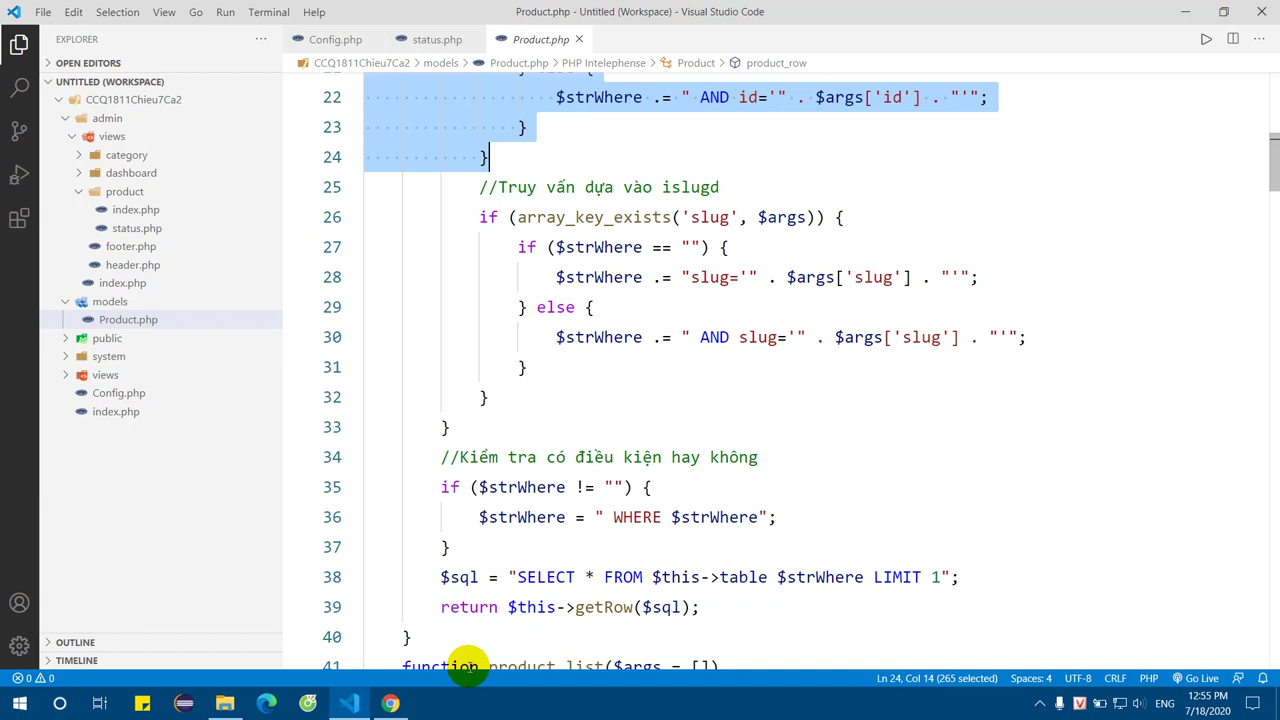 File Edit Selection View Go Run Terminal Help
Product.php - Untitled (Workspace) - Visual Studio Code
EXPLORER
OPEN EDITORS
UNTITLED (WORKSPACE)
CCQ1811Chieu7Ca2
admin
views
category
dashboard
product
index.php
status.php
footer.php
header.php
index.php
models
Product.php
public
system
views
Config.php
index.php
OUTLINE
TIMELINE
Config.php status.php Product.php
CCQ1811Chieu7Ca2 > models > Product.php > PHP Intelephense > Product > product_row
22 $strWhere .= " AND id='" . $args['id'] . "'";
23 }
24 }
25 //Truy vấn dựa vào islugd
26 if (array_key_exists('slug', $args)) {
27 if ($strWhere == "") {
28 $strWhere .= "slug='" . $args['slug'] . "'";
29 } else {
30 $strWhere .= " AND slug='" . $args['slug'] . "'";
31 }
32 }
33 }
34 //Kiểm tra có điều kiện hay không
35 if ($strWhere != "") {
36 $strWhere = " WHERE $strWhere";
37 }
38 $sql = "SELECT * FROM $this->table $strWhere LIMIT 1";
39 return $this->getRow($sql);
40 }
41 function product_list($args = [])
0 0 Ln 24, Col 14 (265 selected) Spaces: 4 UTF-8 CRLF PHP Go Live
ENG 12:55 PM
7/18/2020